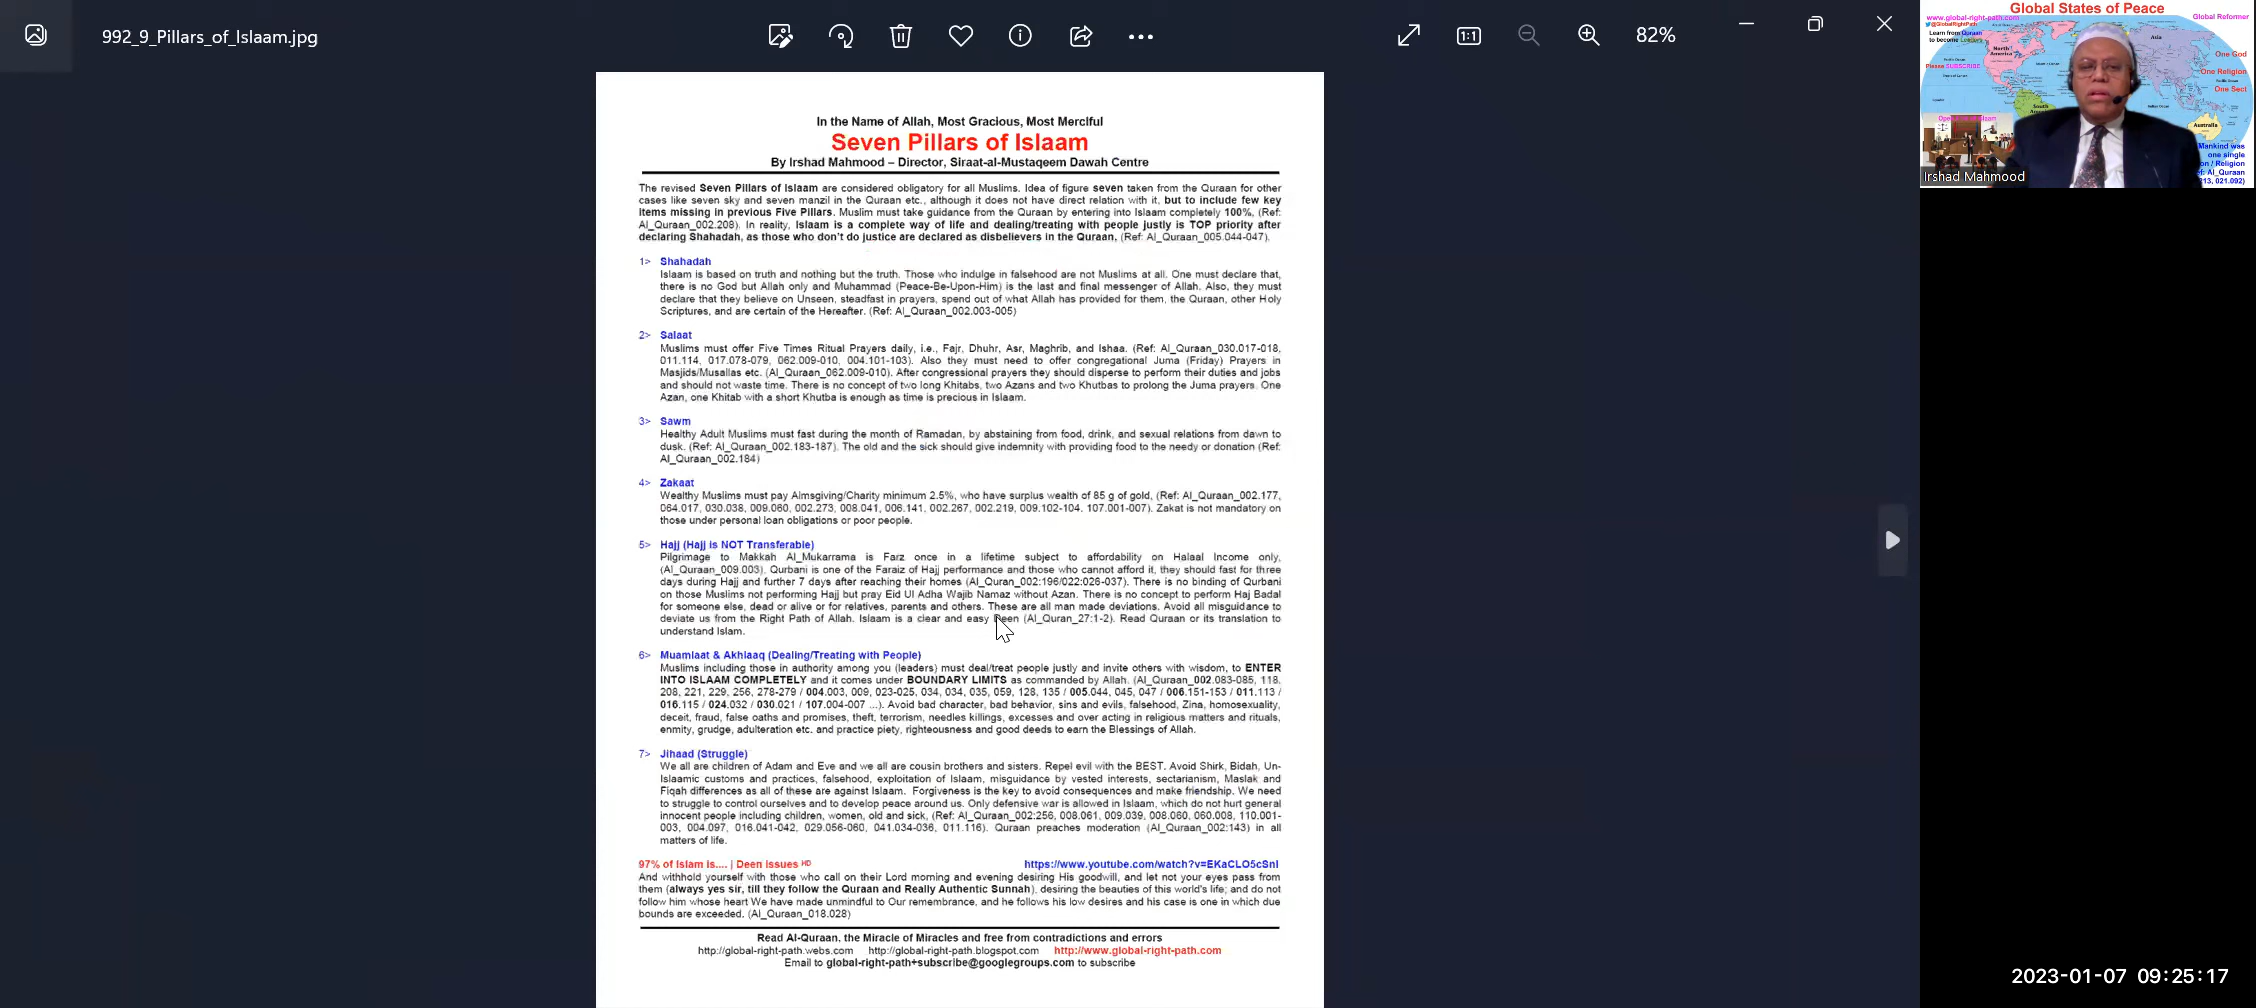 992_9_Pillars_of_Islaam.jpg
82%
In the Name of Allah, Most Gracious, Most Merciful
Seven Pillars of Islaam
By Irshad Mahmood – Director, Siraat-al-Mustaqeem Dawah Centre
The revised Seven Pillars of Islaam are considered obligatory for all Muslims. Idea of figure seven taken from the Quraan for other
cases like seven sky and seven manzil in the Quraan etc., although it does not have direct relation with it, but to include few key
items missing in previous Five Pillars. Muslim must take guidance from the Quraan by entering into Islaam completely 100%, (Ref:
Al_Quraan_002.208). In reality, Islaam is a complete way of life and dealing/treating with people justly is TOP priority after
declaring Shahadah, as those who don't do justice are declared as disbelievers in the Quraan, (Ref: Al_Quraan_005.044-047).
1> Shahadah
Islaam is based on truth and nothing but the truth. Those who indulge in falsehood are not Muslims at all. One must declare that,
there is no God but Allah only and Muhammad (Peace-Be-Upon-Him) is the last and final messenger of Allah. Also, they must
declare that they believe on Unseen, steadfast in prayers, spend out of what Allah has provided for them, the Quraan, other Holy
Scriptures, and are certain of the Hereafter. (Ref: Al_Quraan_002.003-005)
2> Salaat
Muslims must offer Five Times Ritual Prayers daily, i.e., Fajr, Dhuhr, Asr, Maghrib, and Ishaa. (Ref: Al_Quraan_030.017-018,
011.114, 017.078-079, 062.009-010, 004.101-103). Also they must need to offer congregational Juma (Friday) Prayers in
Masjids/Musallas etc. (Al_Quraan_062.009-010). After congressional prayers they should disperse to perform their duties and jobs
and should not waste time. There is no concept of two long Khitabs, two Azans and two Khutbas to prolong the Juma prayers. One
Azan, one Khitab with a short Khutba is enough as time is precious in Islaam.
3> Sawm
Healthy Adult Muslims must fast during the month of Ramadan, by abstaining from food, drink, and sexual relations from dawn to
dusk. (Ref: Al_Quraan_002.183-187). The old and the sick should give indemnity with providing food to the needy or donation (Ref:
Al_Quraan_002.184)
4> Zakaat
Wealthy Muslims must pay Almsgiving/Charity minimum 2.5%, who have surplus wealth of 85 g of gold, (Ref: Al_Quraan_002.177,
064.017, 030.038, 009.060, 002.273, 008.041, 006.141, 002.267, 002.219, 009.102-104. 107.001-007). Zakat is not mandatory on
those under personal loan obligations or poor people.
5> Hajj (Hajj is NOT Transferable)
Pilgrimage to Makkah Al_Mukarrama is Farz once in a lifetime subject to affordability on Halaal Income only,
(Al_Quraan_009.003). Qurbani is one of the Faraiz of Hajj performance and those who cannot afford it, they should fast for three
days during Hajj and further 7 days after reaching their homes (Al_Quran_002:196/022:026-037). There is no binding of Qurbani
on those Muslims not performing Hajj but pray Eid Ul Adha Wajib Namaz without Azan. There is no concept to perform Haj Badal
for someone else, dead or alive or for relatives, parents and others. These are all man made deviations. Avoid all misguidance to
deviate us from the Right Path of Allah. Islaam is a clear and easy Deen (Al_Quran_27:1-2). Read Quraan or its translation to
understand Islam.
6> Muamlaat & Akhlaaq (Dealing/Treating with People)
Muslims including those in authority among you (leaders) must deal/treat people justly and invite others with wisdom, to ENTER
INTO ISLAAM COMPLETELY and it comes under BOUNDARY LIMITS as commanded by Allah. (Al_Quraan_002.083-085, 118,
208, 221, 229, 256, 278-279 / 004.003, 009, 023-025, 034, 034, 035, 059, 128, 135 / 005.044, 045, 047 / 006.151-153 / 011.113 /
016.115 / 024.032 / 030.021 / 107.004-007 ...). Avoid bad character, bad behavior, sins and evils, falsehood, Zina, homosexuality,
deceit, fraud, false oaths and promises, theft, terrorism, needles killings, excesses and over acting in religious matters and rituals,
enmity, grudge, adulteration etc. and practice piety, righteousness and good deeds to earn the Blessings of Allah.
7> Jihaad (Struggle)
We all are children of Adam and Eve and we all are cousin brothers and sisters. Repel evil with the BEST. Avoid Shirk, Bidah, Un-
Islaamic customs and practices, falsehood, exploitation of Islaam, misguidance by vested interests, sectarianism, Maslak and
Fiqah differences as all of these are against Islaam. Forgiveness is the key to avoid consequences and make friendship. We need
to struggle to control ourselves and to develop peace around us. Only defensive war is allowed in Islaam, which do not hurt general
innocent people including children, women, old and sick, (Ref: Al_Quraan_002:256, 008.061, 009.039, 008.060, 060.008, 110.001-
003, 004.097, 016.041-042, 029.056-060, 041.034-036, 011.116). Quraan preaches moderation (Al_Quraan_002:143) in all
matters of life.
97% of Islam is.... | Deen issues HD https://www.youtube.com/watch?v=EKaCLO5cSnI
And withhold yourself with those who call on their Lord morning and evening desiring His goodwill, and let not your eyes pass from
them (always yes sir, till they follow the Quraan and Really Authentic Sunnah), desiring the beauties of this world's life; and do not
follow him whose heart We have made unmindful to Our remembrance, and he follows his low desires and his case is one in which due
bounds are exceeded. (Al_Quraan_018.028)
Read Al-Quraan, the Miracle of Miracles and free from contradictions and errors
http://global-right-path.webs.com http://global-right-path.blogspot.com http://www.global-right-path.com
Email to global-right-path+subscribe@googlegroups.com to subscribe
Global States of Peace
www.global-right-path.com
Global Reformer
@GlobalRightPath
Learn from Quraan
to become
Please SUBSCRIBE
North
America
Asia
One God
One Religion
One Sect
South
Australia
Mankind was
one single
/ Religion
Al_Quraan
213, 021.092)
Irshad Mahmood
2023-01-07 09:25:17